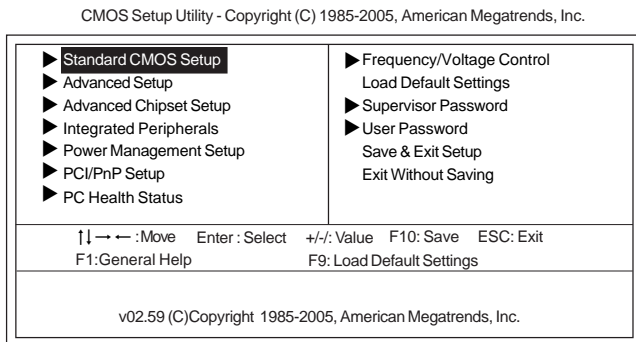 CMOS Setup Utility - Copyright (C) 1985-2005, American Megatrends, Inc.
▶ Standard CMOS Setup
▶ Advanced Setup
▶ Advanced Chipset Setup
▶ Integrated Peripherals
▶ Power Management Setup
▶ PCI/PnP Setup
▶ PC Health Status
▶ Frequency/Voltage Control
Load Default Settings
▶ Supervisor Password
▶ User Password
Save & Exit Setup
Exit Without Saving
↑↓→← :Move Enter : Select +/-/: Value F10: Save ESC: Exit
F1:General Help F9: Load Default Settings
v02.59 (C)Copyright 1985-2005, American Megatrends, Inc.